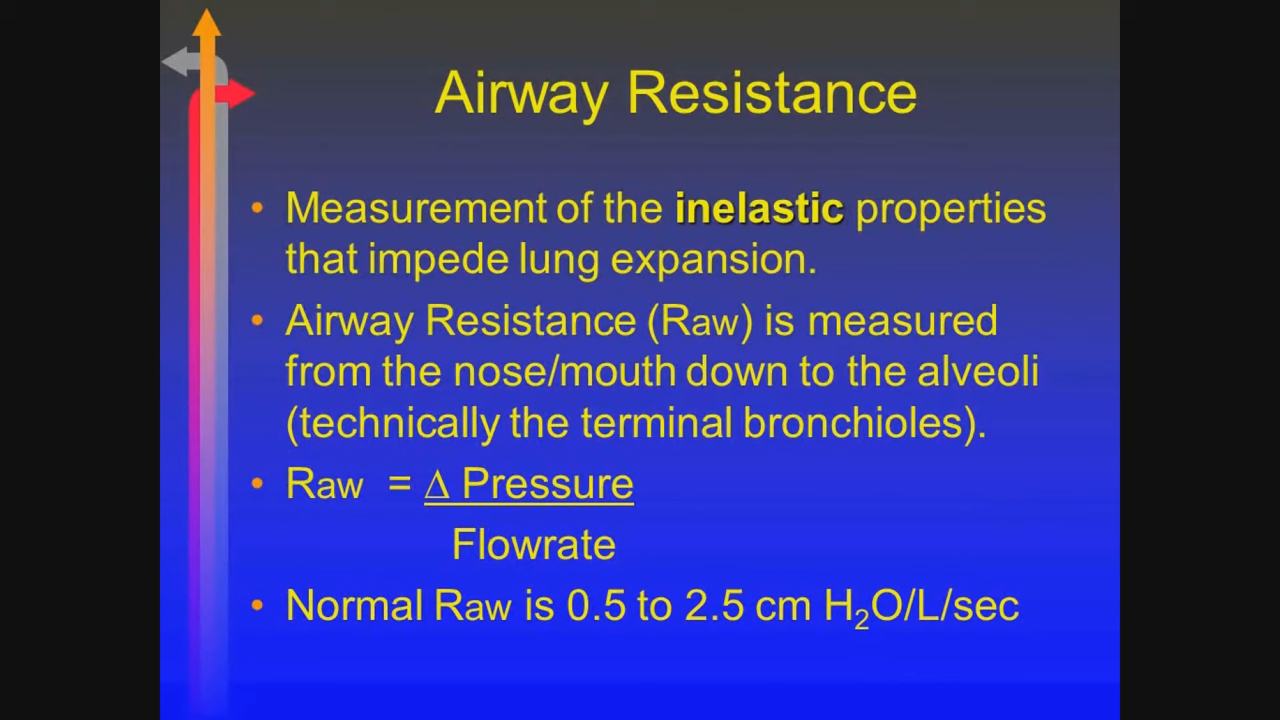 Airway Resistance
• Measurement of the inelastic properties
that impede lung expansion.
• Airway Resistance (Raw) is measured
from the nose/mouth down to the alveoli
(technically the terminal bronchioles).
• Raw = Δ Pressure
Flowrate
• Normal Raw is 0.5 to 2.5 cm H₂O/L/sec